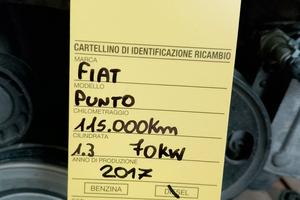 CARTELLINO DI IDENTIFICAZIONE RICAMBIO
MARCA
FIAT
MODELLO
PUNTO
CHILOMETRAGGIO
115.000Km
CILINDRATA
1.3 70KW
ANNO DI PRODUZIONE
2017
BENZINA DIESEL